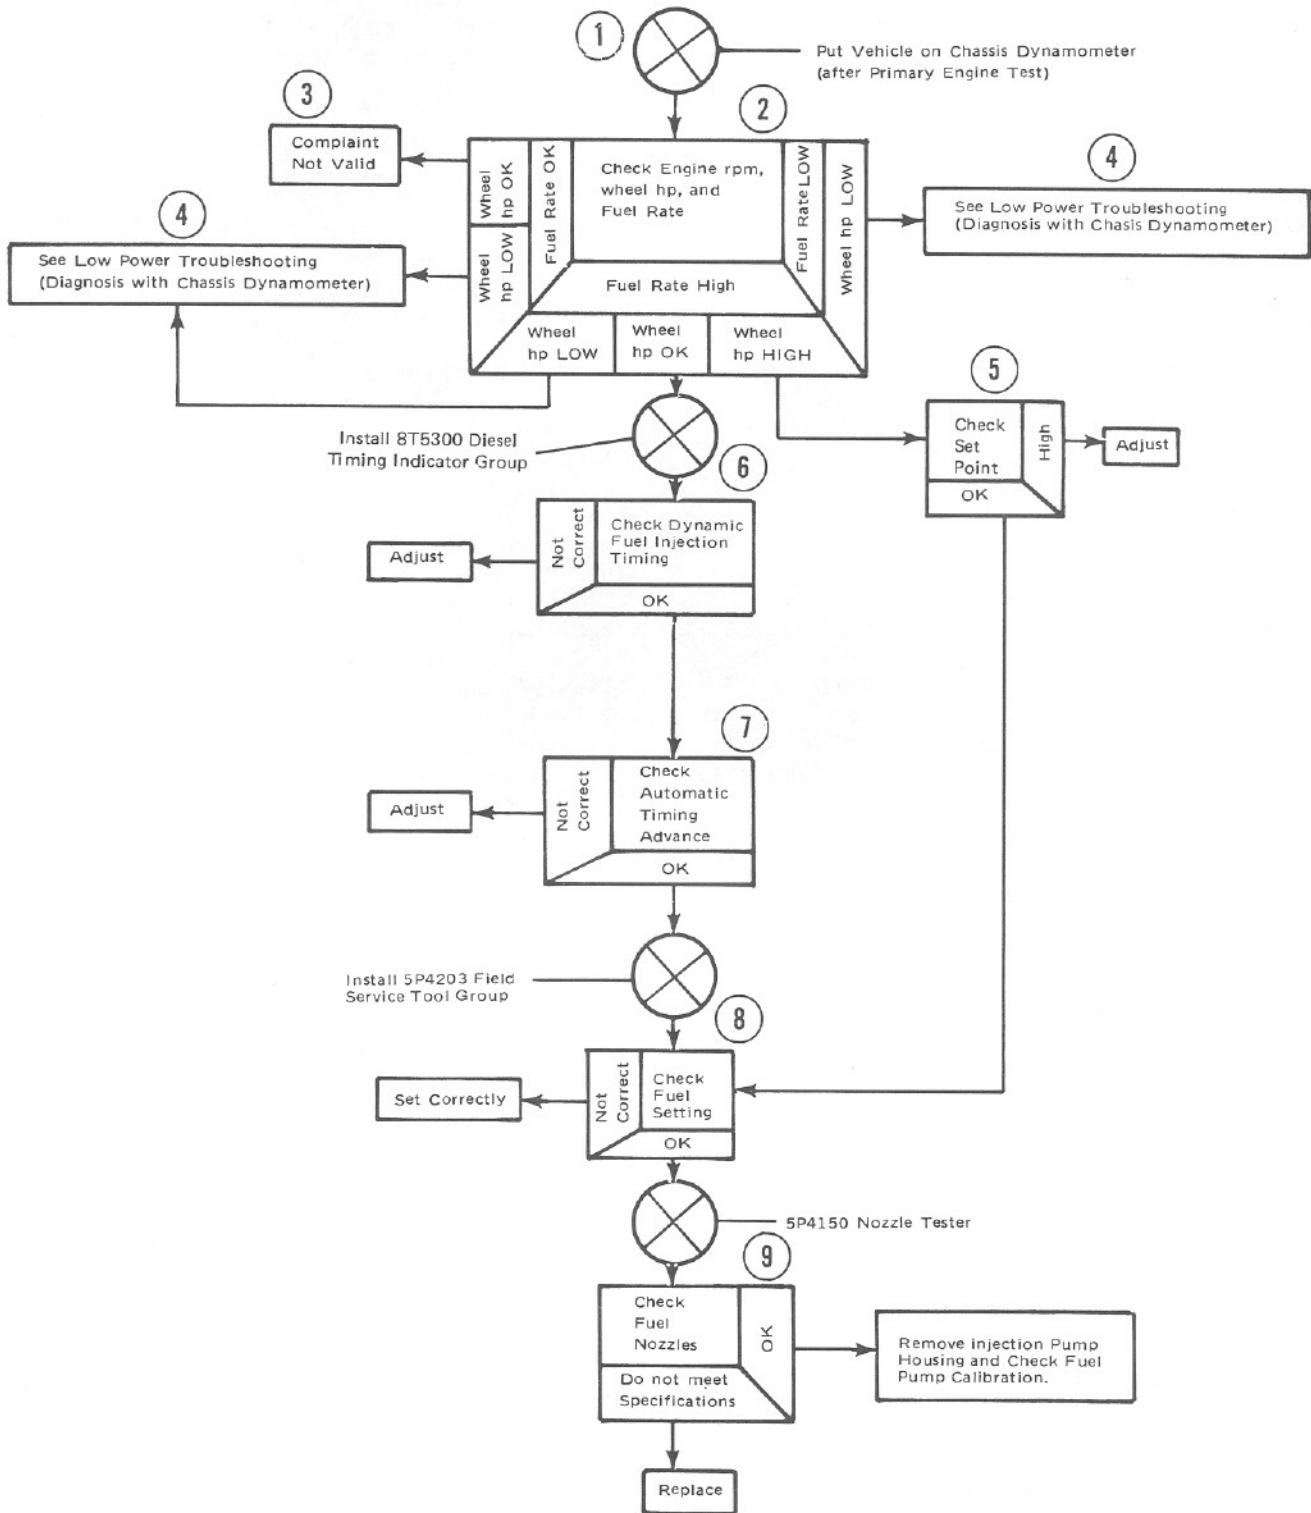 1
Put Vehicle on Chassis Dynamometer
(after Primary Engine Test)
3
2
Complaint
Not Valid
Wheel
hp OK
Fuel Rate OK
Check Engine rpm,
wheel hp, and
Fuel Rate
Fuel Rate LOW
Wheel hp LOW
4
See Low Power Troubleshooting
(Diagnosis with Chasis Dynamometer)
4
See Low Power Troubleshooting
(Diagnosis with Chassis Dynamometer)
Wheel
hp LOW
Fuel Rate High
Wheel
hp LOW
Wheel
hp OK
Wheel
hp HIGH
5
Check
Set
Point
High
Adjust
OK
Install 8T5300 Diesel
Timing Indicator Group
6
Not
Correct
Check Dynamic
Fuel Injection
Timing
Adjust
OK
7
Not
Correct
Check
Automatic
Timing
Advance
Adjust
OK
Install 5P4203 Field
Service Tool Group
8
Not
Correct
Check
Fuel
Setting
Set Correctly
OK
5P4150 Nozzle Tester
9
Check
Fuel
Nozzles
OK
Remove Injection Pump
Housing and Check Fuel
Pump Calibration.
Do not meet
Specifications
Replace